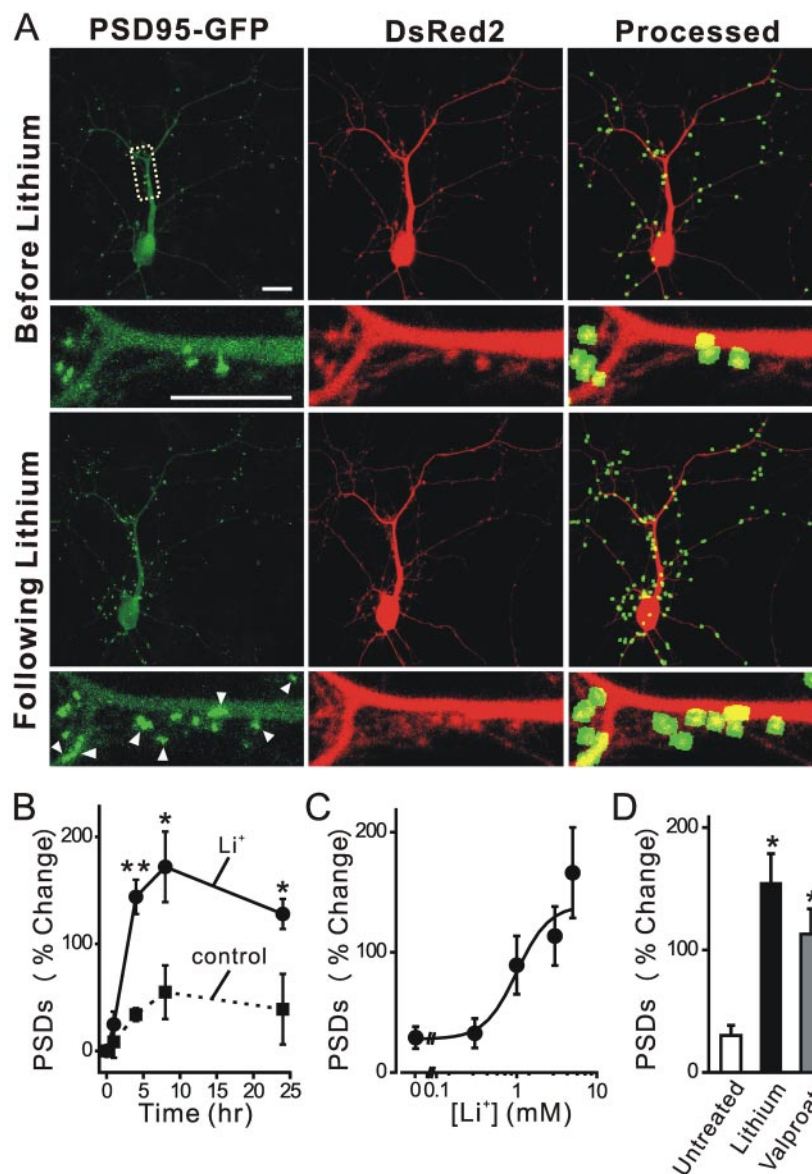 A
PSD95-GFP DsRed2 Processed
Before Lithium
Following Lithium
B
PSDs ( % Change)
200
100
0
**
*
*
Li+
control
0 5 10 15 20 25
Time (hr)
C
PSDs ( % Change)
200
100
0
0 0.1 1 10
[Li+] (mM)
D
PSDs ( % Change)
200
100
0
*
*
Untreated
Lithium
Valproat